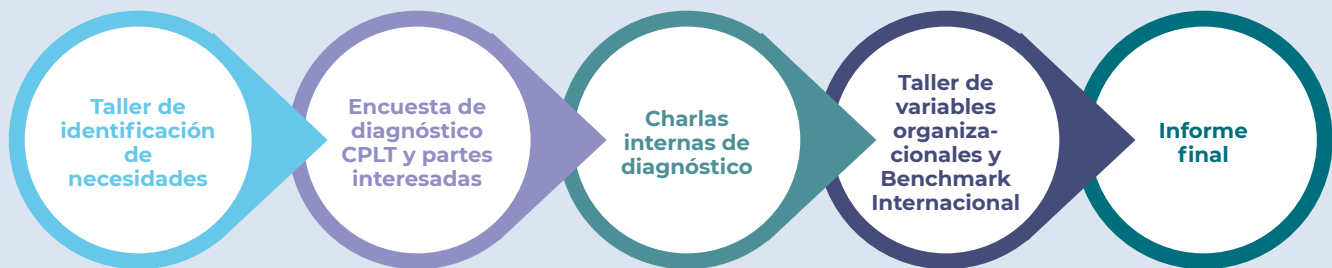 Taller de
identificación
de
necesidades
Encuesta de
diagnóstico
CPLT y partes
interesadas
Charlas
internas de
diagnóstico
Taller de
variables
organiza-
cionales y
Benchmark
Internacional
Informe
final